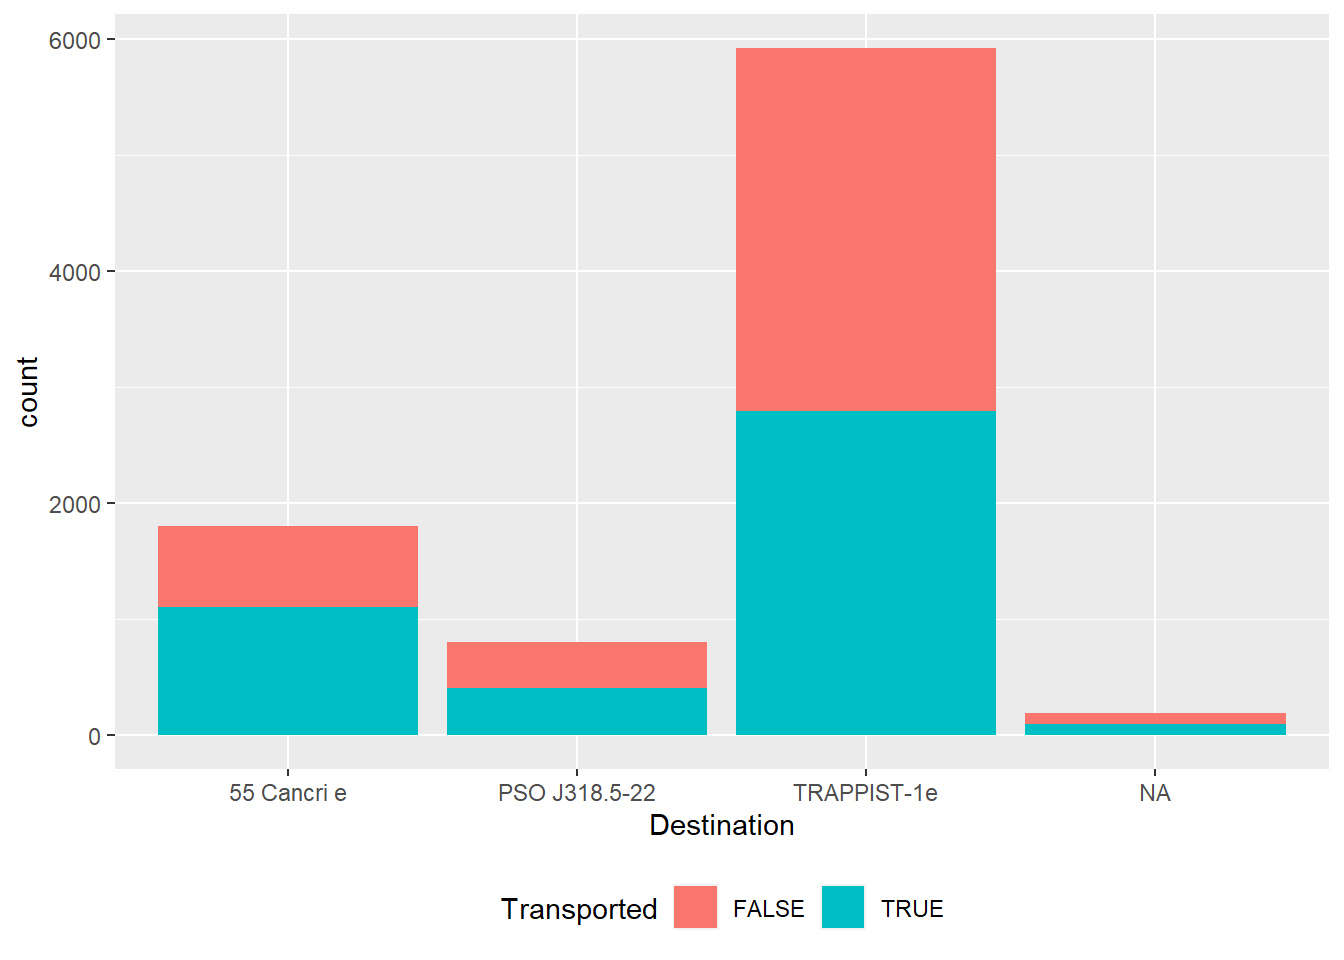 6000
4000
2000
0
count
55 Cancri e PSO J318.5-22 TRAPPIST-1e NA
Destination
Transported FALSE TRUE